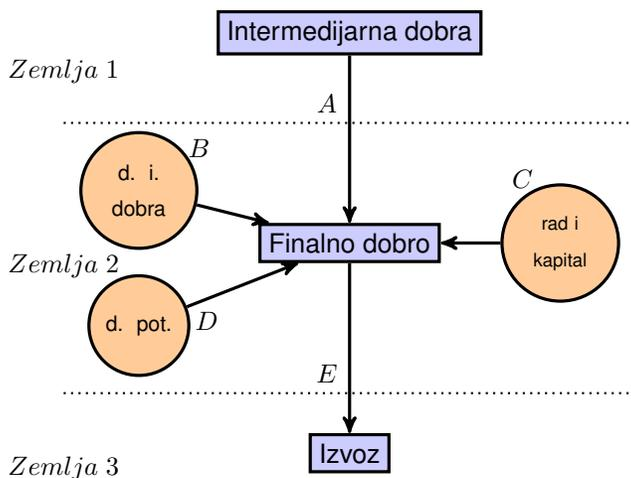 Intermedijarna dobra
Zemlja 1
A
B
d. i.
dobra
C
rad i
kapital
Finalno dobro
Zemlja 2
d. pot.
D
E
Izvoz
Zemlja 3